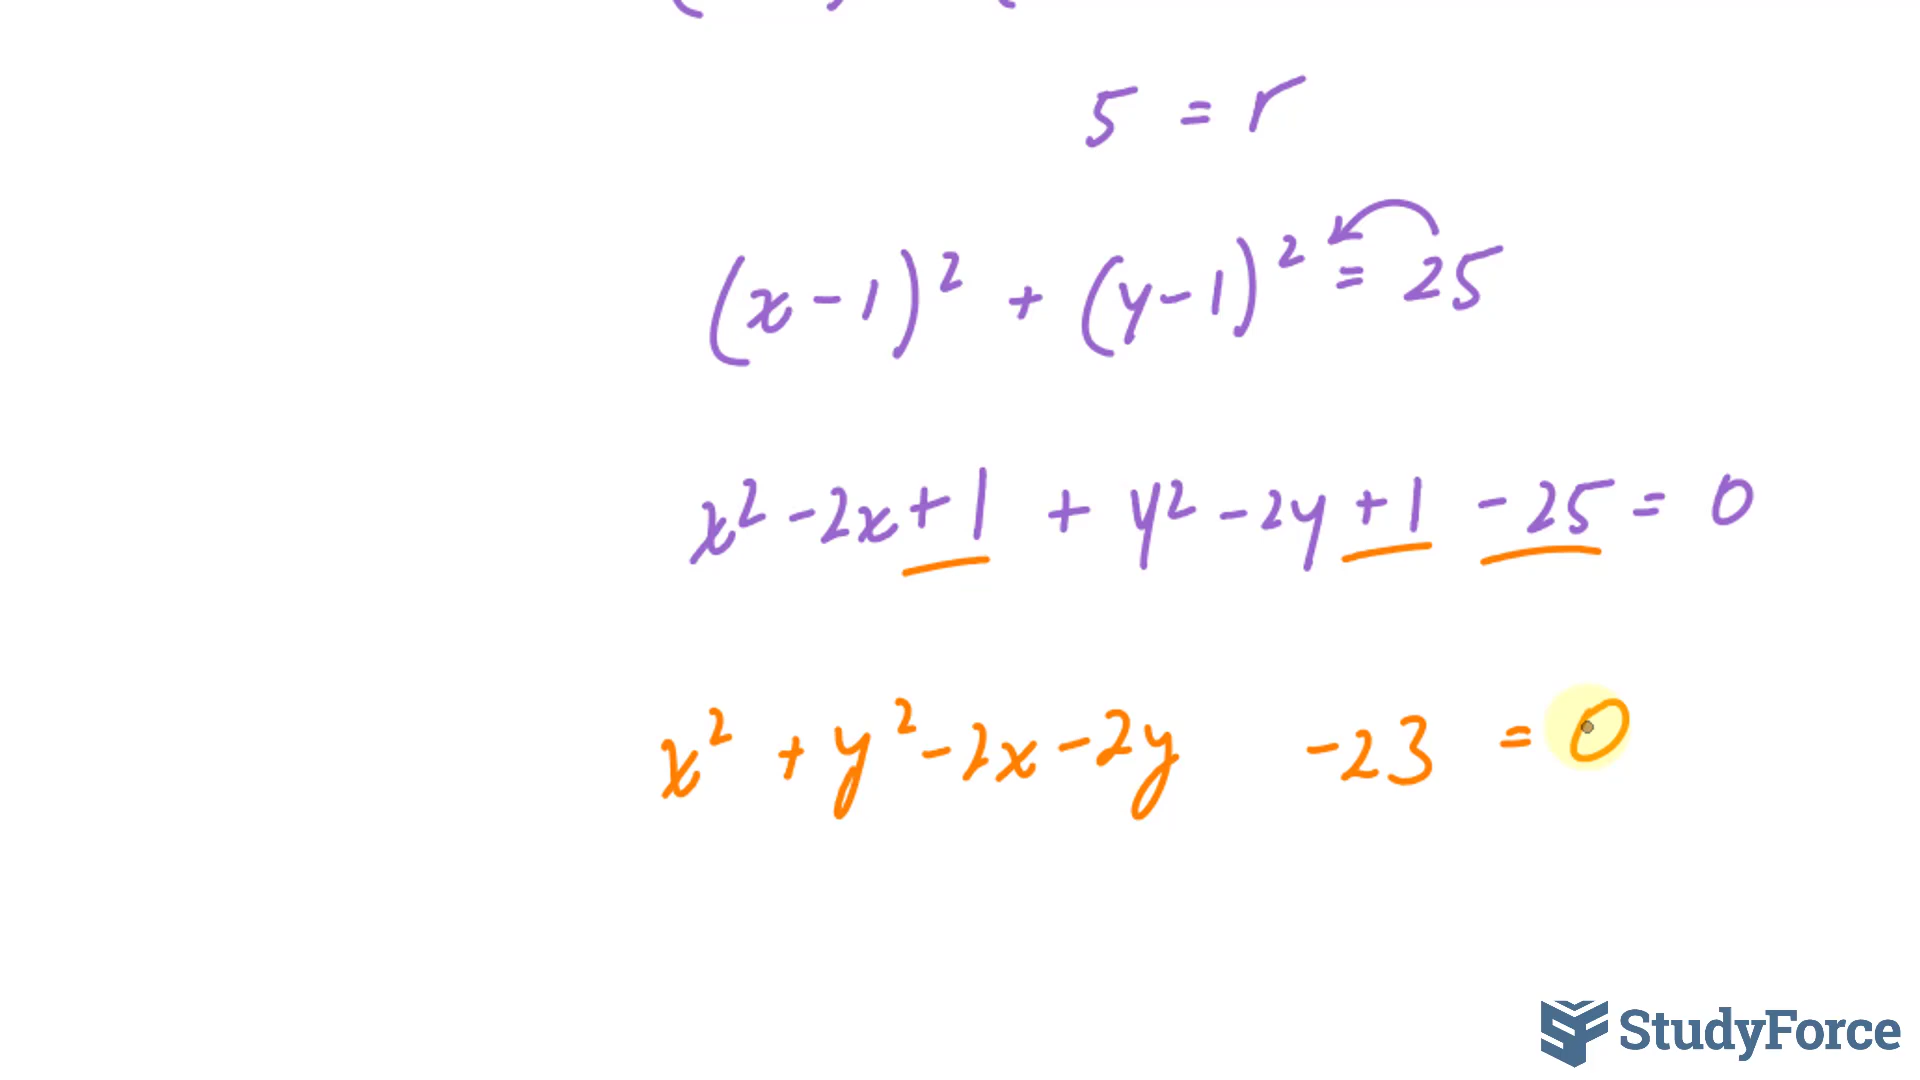 5 = r
(x - 1)² + (y - 1)² = 25
x² - 2x + 1 + y² - 2y + 1 - 25 = 0
x² + y² - 2x - 2y - 23 = 0
StudyForce